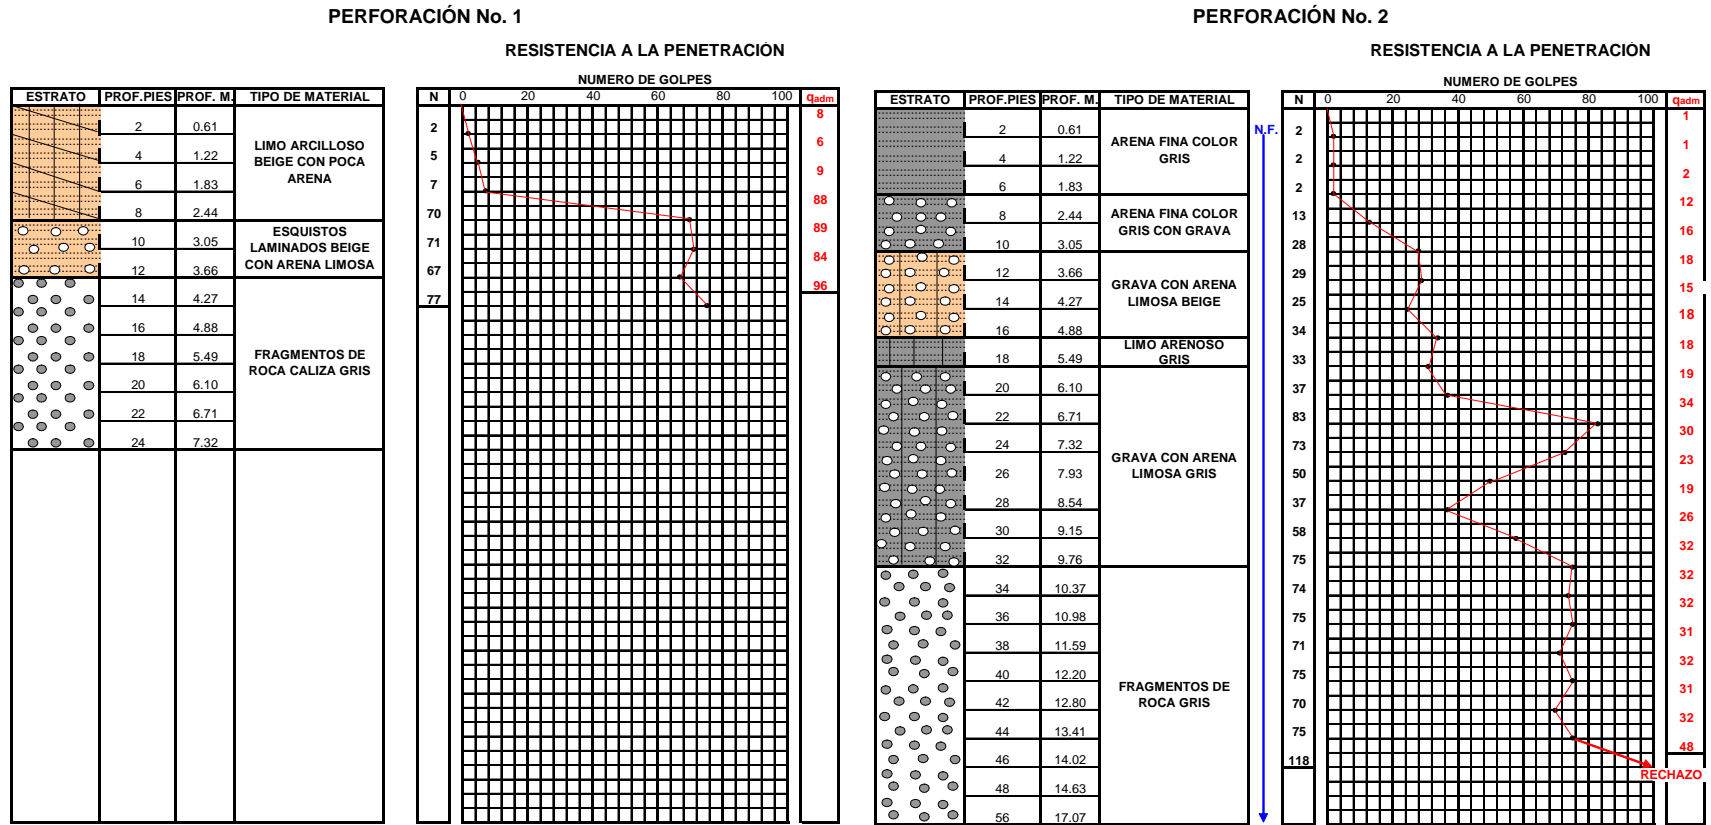 PERFORACIÓN No. 1
RESISTENCIA A LA PENETRACIÓN
NUMERO DE GOLPES
ESTRATO PROF.PIES PROF. M. TIPO DE MATERIAL N 0 20 40 60 80 100 qadm
8
2 0.61 2
6
4 1.22 5
LIMO ARCILLOSO
BEIGE CON POCA
ARENA
9
6 1.83 7
88
8 2.44 70
89
10 3.05 71
ESQUISTOS
LAMINADOS BEIGE
CON ARENA LIMOSA
84
12 3.66 67
96
14 4.27 77
16 4.88
18 5.49
FRAGMENTOS DE
ROCA CALIZA GRIS
20 6.10
22 6.71
24 7.32
PERFORACIÓN No. 2
RESISTENCIA A LA PENETRACIÓN
NUMERO DE GOLPES
ESTRATO PROF.PIES PROF. M. TIPO DE MATERIAL N 0 20 40 60 80 100 qadm
N.F.
1
2 0.61 2
ARENA FINA COLOR
GRIS
1
4 1.22 2
2
6 1.83 2
12
8 2.44 13
ARENA FINA COLOR
GRIS CON GRAVA
16
10 3.05 28
18
12 3.66 29
GRAVA CON ARENA
LIMOSA BEIGE
15
14 4.27 25
18
16 4.88 34
LIMO ARENOSO
GRIS
18
18 5.49 33
19
20 6.10 37
34
22 6.71 83
30
24 7.32 73
GRAVA CON ARENA
LIMOSA GRIS
23
26 7.93 50
19
28 8.54 37
26
30 9.15 58
32
32 9.76 75
32
34 10.37 74
32
36 10.98 75
31
38 11.59 71
32
40 12.20 75
FRAGMENTOS DE
ROCA GRIS
31
42 12.80 70
32
44 13.41 75
48
46 14.02 118
RECHAZO
48 14.63
56 17.07